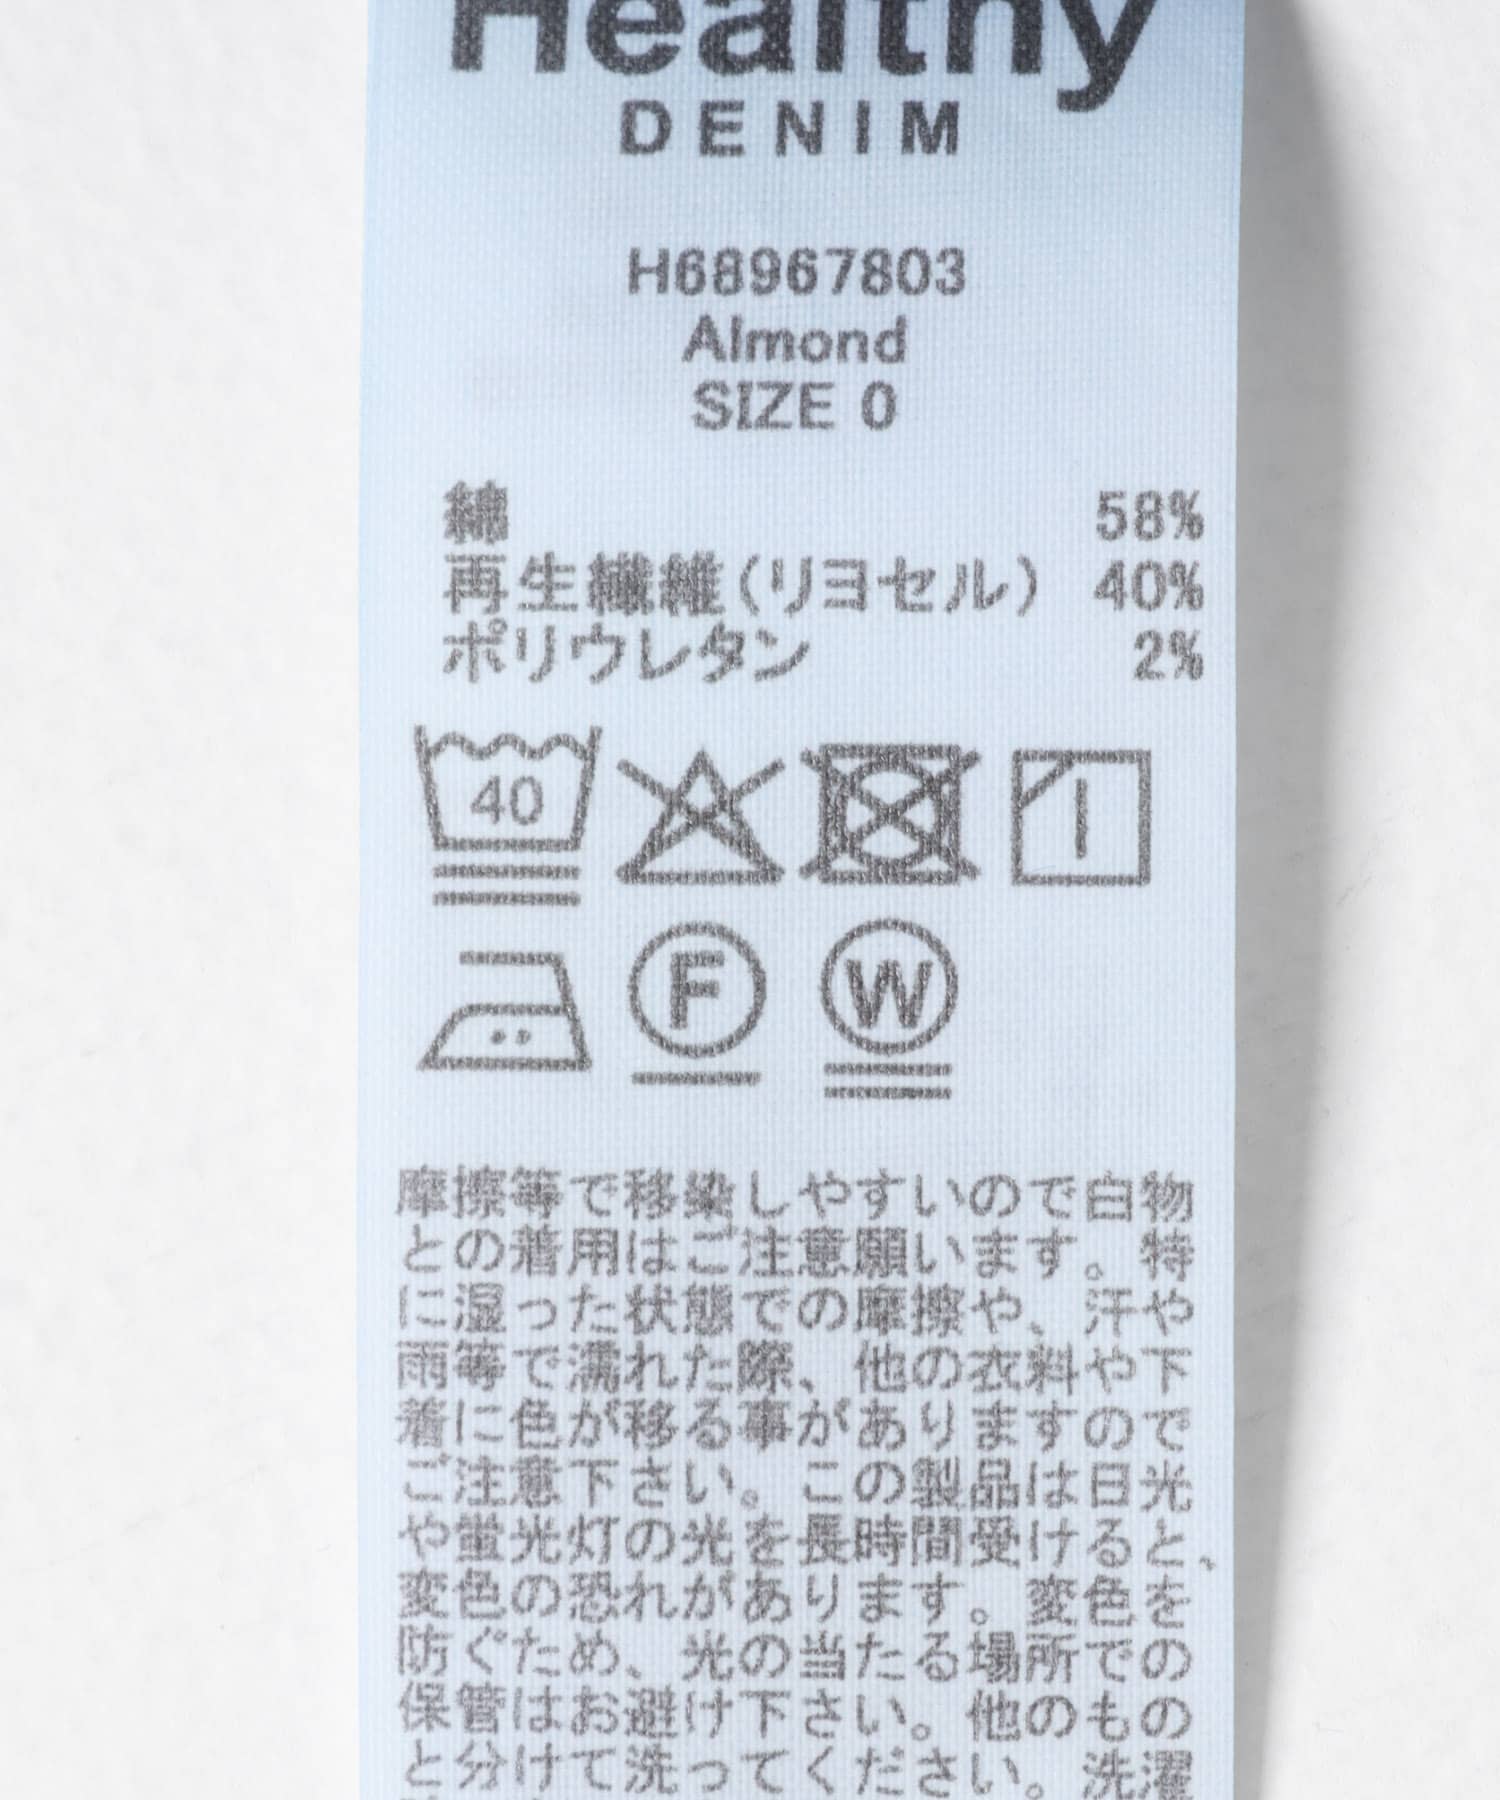 Healthy
DENIM
H68967803
Almond
SIZE 0
綿 58%
再生繊維(リヨセル) 40%
ポリウレタン 2%
40
F W
摩擦等で移染しやすいので白物
との着用はご注意願います。特
に湿った状態での摩擦や、汗や
雨等で濡れた際、他の衣料や下
着に色が移る事がありますので
ご注意下さい。この製品は日光
や蛍光灯の光を長時間受けると、
変色の恐れがあります。変色を
防ぐため、光の当たる場所での
保管はお避け下さい。他のもの
と分けて洗ってください。洗濯